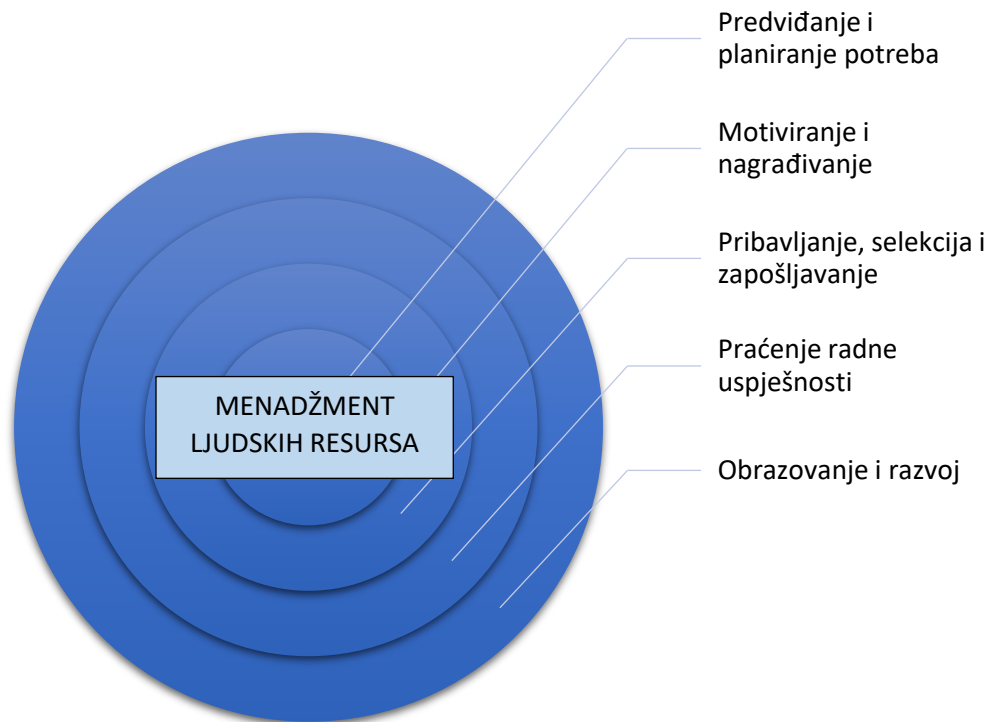 Predviđanje i
planiranje potreba
Motiviranje i
nagrađivanje
Pribavljanje, selekcija i
zapošljavanje
Praćenje radne
uspješnosti
Obrazovanje i razvoj
MENADŽMENT
LJUDSKIH RESURSA